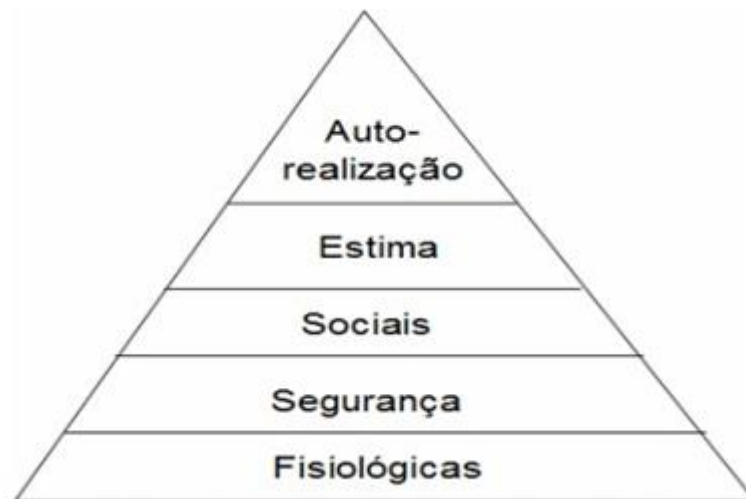 Auto-
realização
Estima
Sociais
Segurança
Fisiológicas